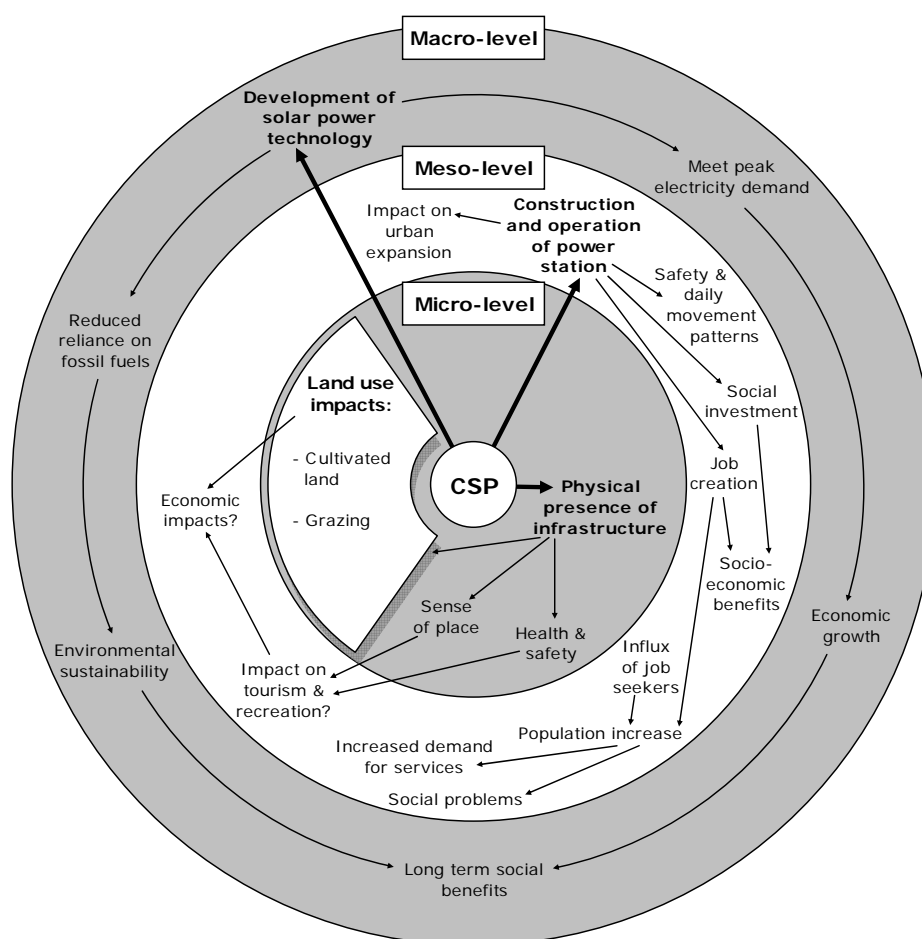 Macro-level
Development of
solar power
technology
Meet peak
electricity demand
Meso-level
Impact on
urban
expansion
Construction
and operation
of power
station
Safety &
daily
movement
patterns
Micro-level
Reduced
reliance on
fossil fuels
Land use
impacts:
- Cultivated
land
- Grazing
Social
investment
Job
creation
CSP
Physical
presence of
infrastructure
Economic
impacts?
Socio-
economic
benefits
Sense
of place
Health &
safety
Economic
growth
Environmental
sustainability
Impact on
tourism &
recreation?
Influx
of job
seekers
Population increase
Increased demand
for services
Social problems
Long term social
benefits